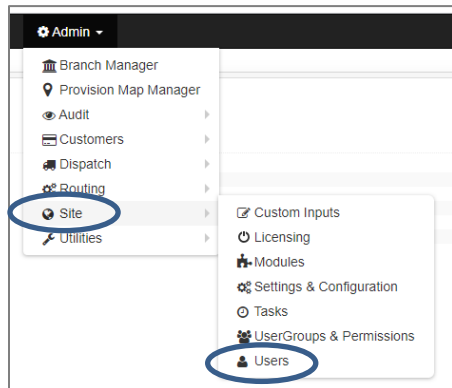 Admin
Branch Manager
Provision Map Manager
Audit
Customers
Dispatch
Routing
Site
Utilities
Custom Inputs
Licensing
Modules
Settings & Configuration
Tasks
UserGroups & Permissions
Users